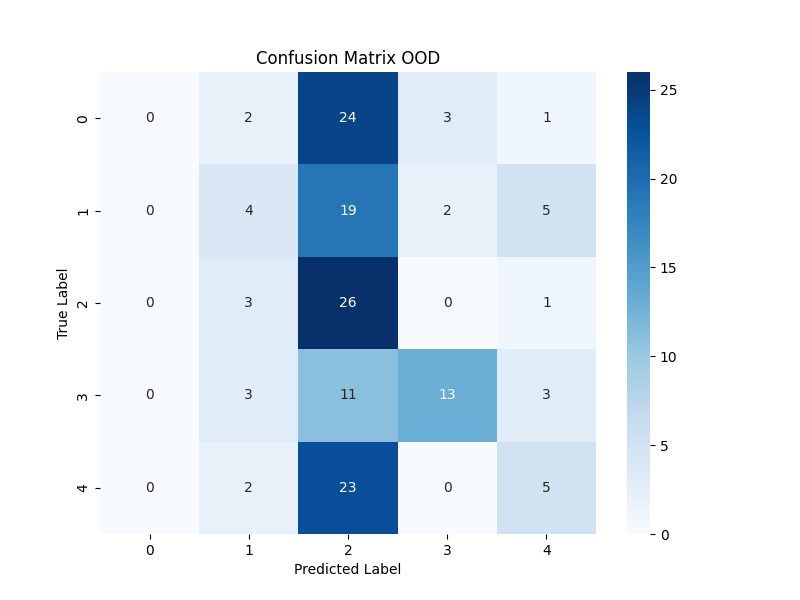 Confusion Matrix OOD
True Label
0 0 2 24 3 1
1 0 4 19 2 5
2 0 3 26 0 1
3 0 3 11 13 3
4 0 2 23 0 5
0 1 2 3 4
Predicted Label
25
20
15
10
5
0